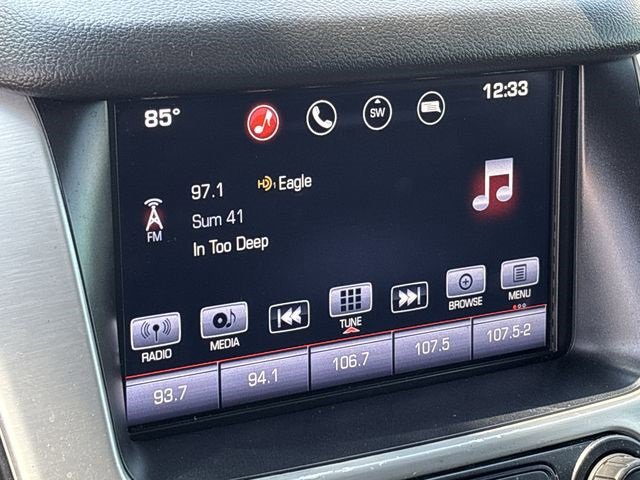 85°
SW
12:33
97.1 HD1 Eagle
Sum 41
In Too Deep
FM
RADIO
MEDIA
TUNE
BROWSE
MENU
93.7
94.1
106.7
107.5
107.5-2